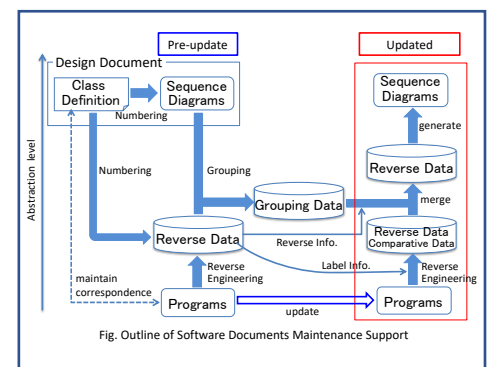 Pre-update
Updated
Design Document
Class
Definition
Sequence
Diagrams
Numbering
Sequence
Diagrams
generate
Abstraction level
Numbering
Grouping
Reverse Data
Grouping Data
merge
Reverse Data
Reverse Info.
Reverse Data
Comparative Data
Label Info.
Reverse
Engineering
Reverse
Engineering
maintain
correspondence
Programs
update
Programs
Fig. Outline of Software Documents Maintenance Support